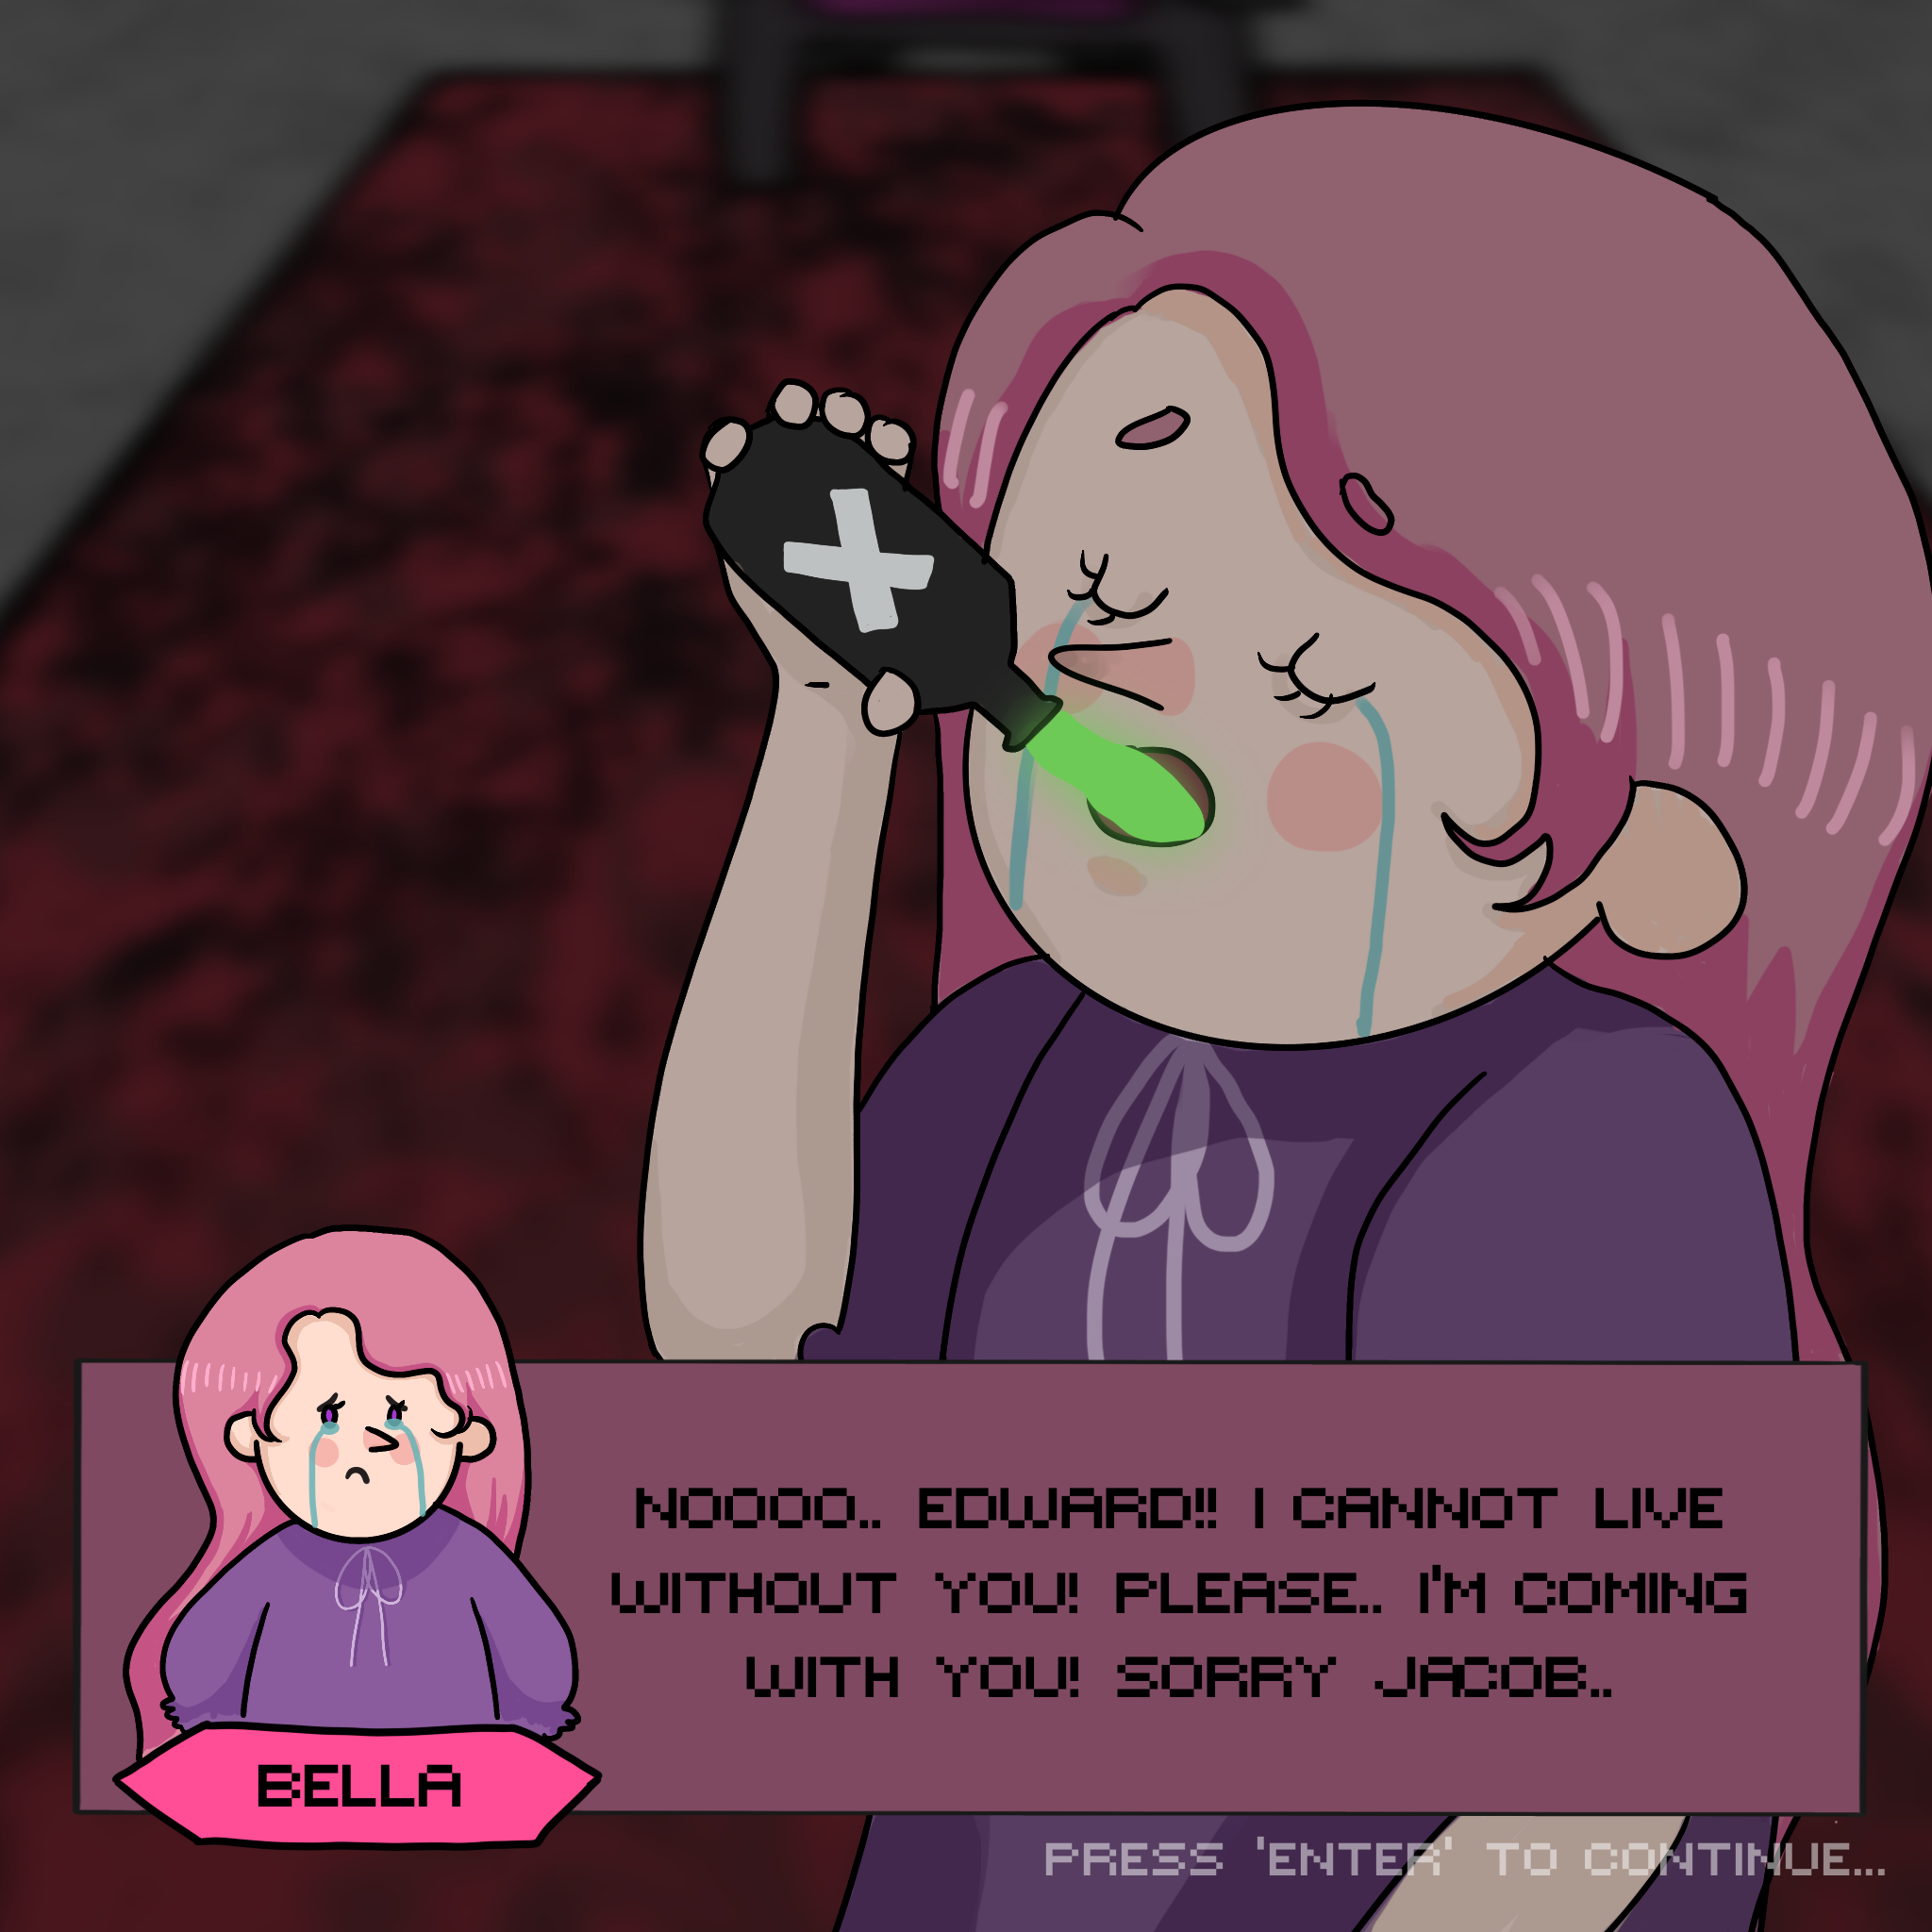 NOOOO.. EDWARD!! I CANNOT LIVE
WITHOUT YOU! PLEASE.. I'M COMING
WITH YOU! SORRY JACOB..
BELLA
PRESS 'ENTER' TO CONTINUE...